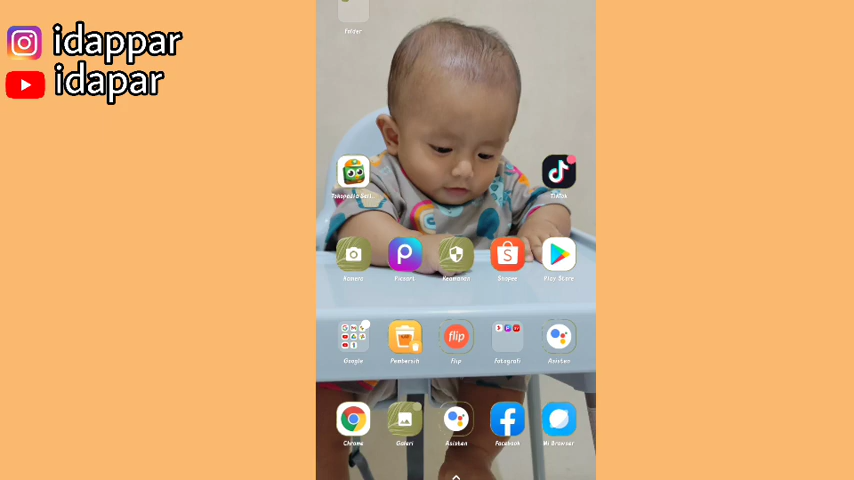 idappar
idapar
Folder
Tokopedia Sell...
TikTok
Kamera
Picsart
Keamanan
Shopee
Play Store
Google
Pembersih
flip
Flip
Fotografi
Asisten
Chrome
Galeri
Asisten
Facebook
Mi Browser